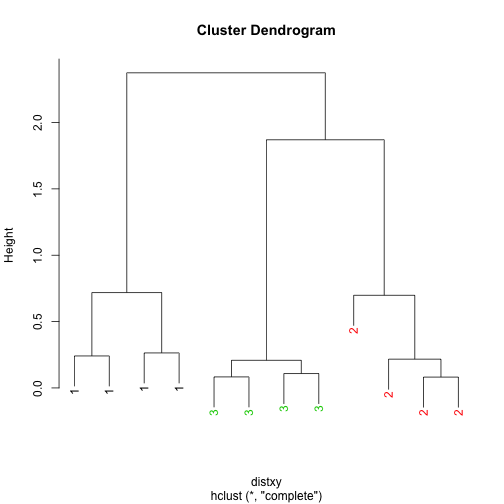 Cluster Dendrogram
Height
2.0
1.5
1.0
0.5
0.0
1 1 1 1 3 3 3 3 2 2 2 2
distxy
hclust (*, "complete")